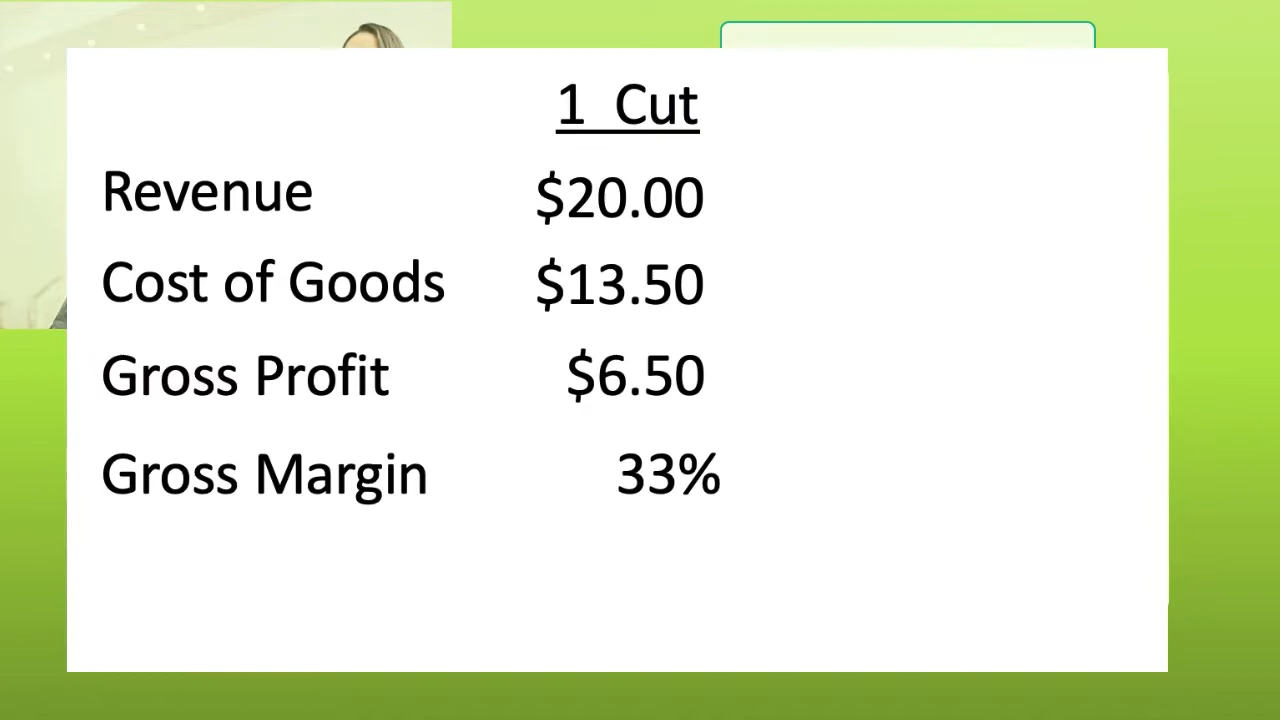 1 Cut
Revenue $20.00
Cost of Goods $13.50
Gross Profit $6.50
Gross Margin 33%